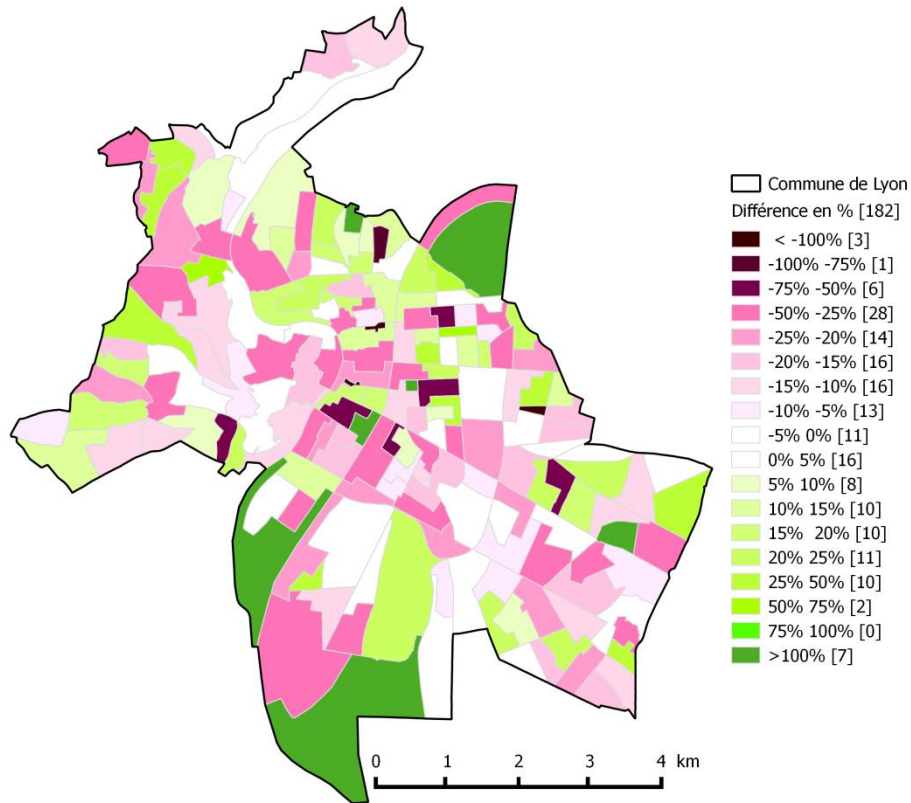 Commune de Lyon
Différence en % [182]
< -100% [3]
-100% -75% [1]
-75% -50% [6]
-50% -25% [28]
-25% -20% [14]
-20% -15% [16]
-15% -10% [16]
-10% -5% [13]
-5% 0% [11]
0% 5% [16]
5% 10% [8]
10% 15% [10]
15% 20% [10]
20% 25% [11]
25% 50% [10]
50% 75% [2]
75% 100% [0]
>100% [7]
0 1 2 3 4 km